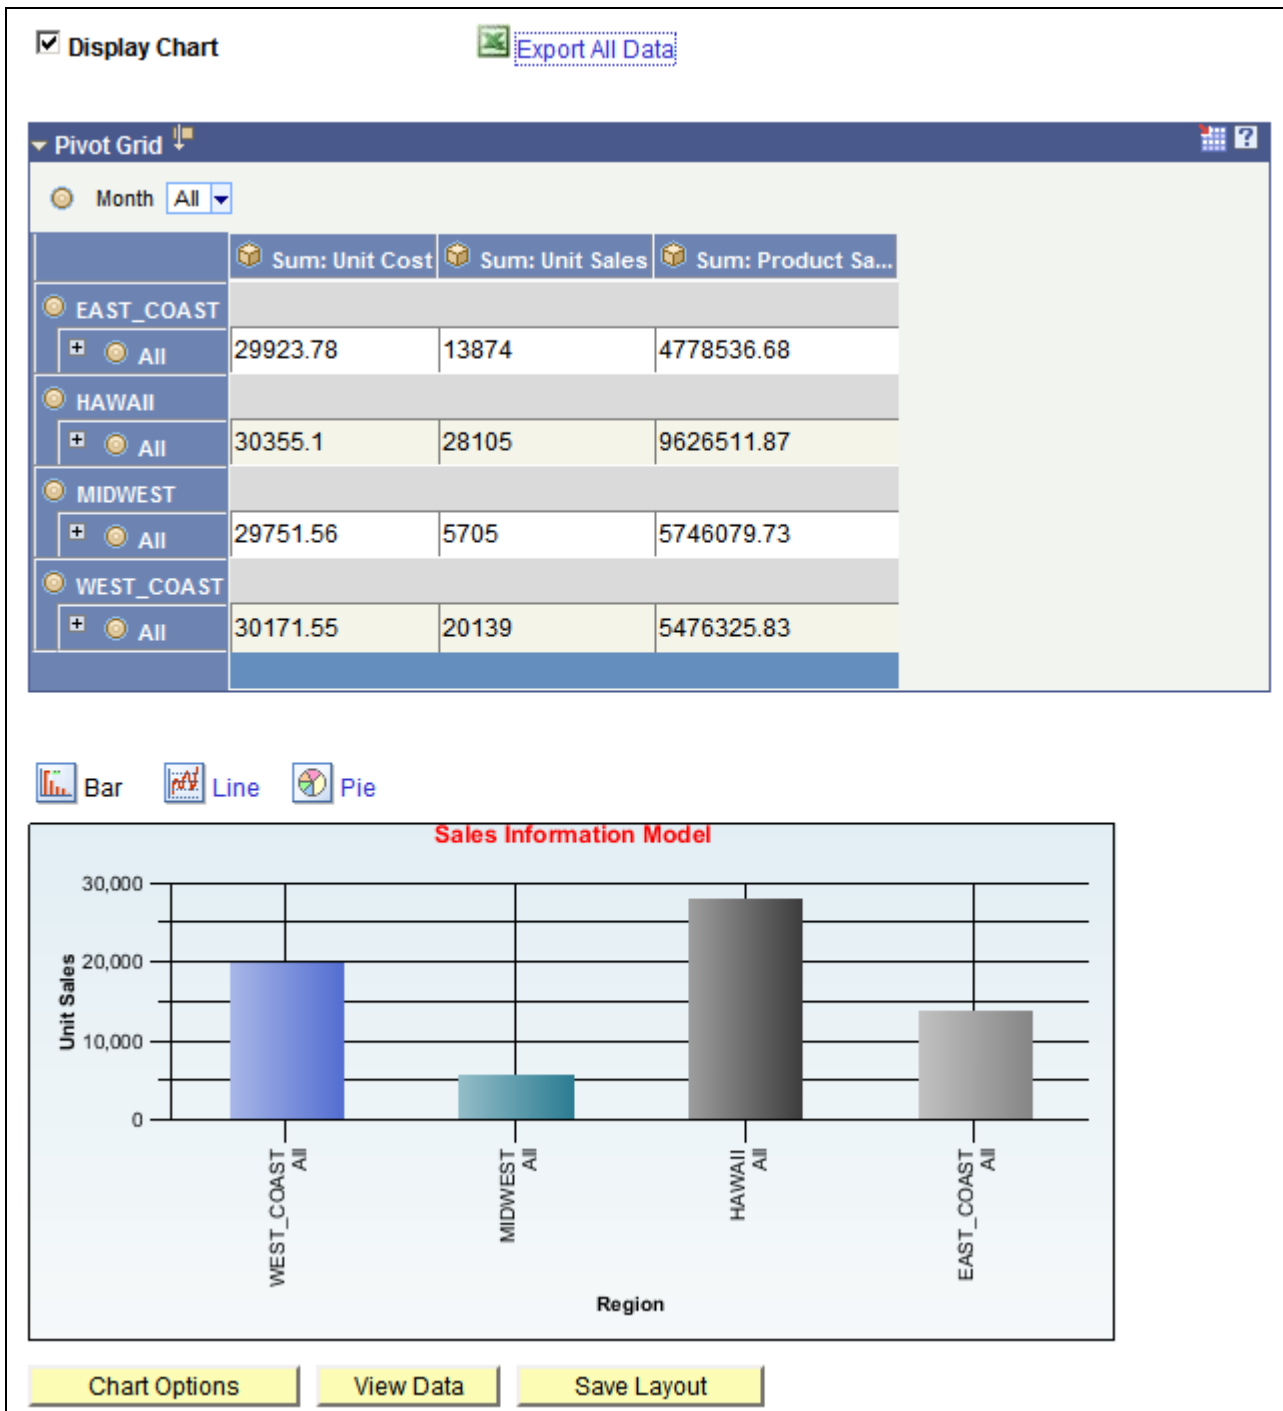 Display Chart Export All Data
Pivot Grid ?
Month All
Sum: Unit Cost Sum: Unit Sales Sum: Product Sa...
EAST_COAST
All 29923.78 13874 4778536.68
HAWAII
All 30355.1 28105 9626511.87
MIDWEST
All 29751.56 5705 5746079.73
WEST_COAST
All 30171.55 20139 5476325.83
Bar Line Pie
Sales Information Model
30,000
20,000
10,000
0
Unit Sales
WEST_COAST
All
MIDWEST
All
HAWAII
All
EAST_COAST
All
Region
Chart Options View Data Save Layout